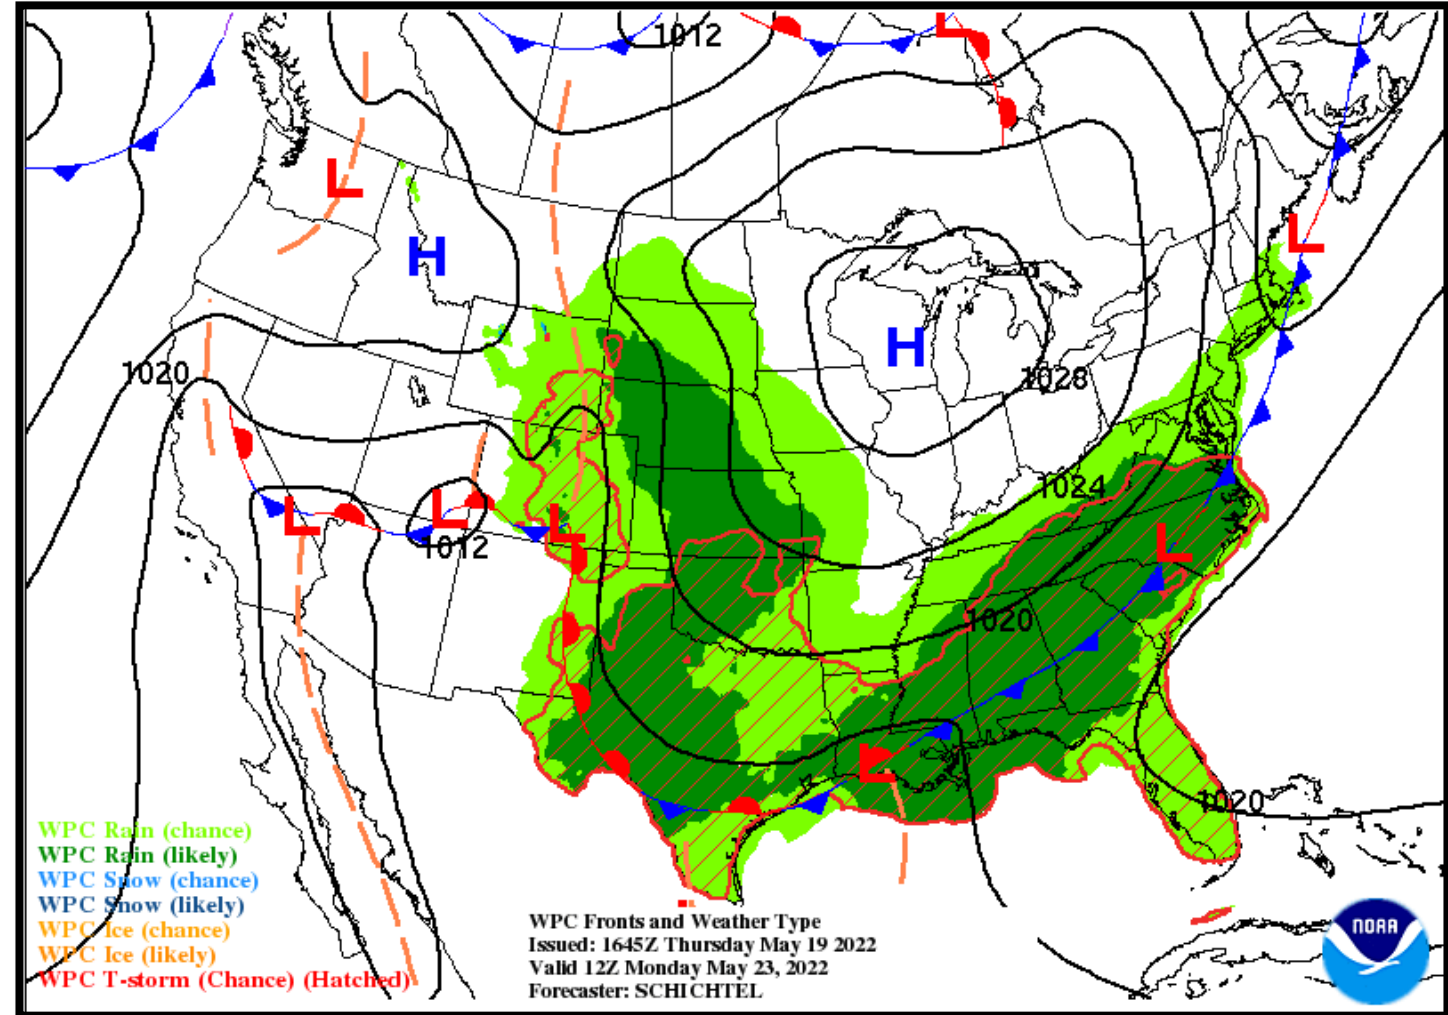 1012
L
L
H
L
H
1020
1028
1024
L
L
L
1012
L
1020
L
1020
WPC Rain (chance)
WPC Rain (likely)
WPC Snow (chance)
WPC Snow (likely)
WPC Ice (chance)
WPC Ice (likely)
WPC T-storm (Chance) (Hatched)
WPC Fronts and Weather Type
Issued: 1645Z Thursday May 19 2022
Valid 12Z Monday May 23, 2022
Forecaster: SCHICHTEL
NOAA